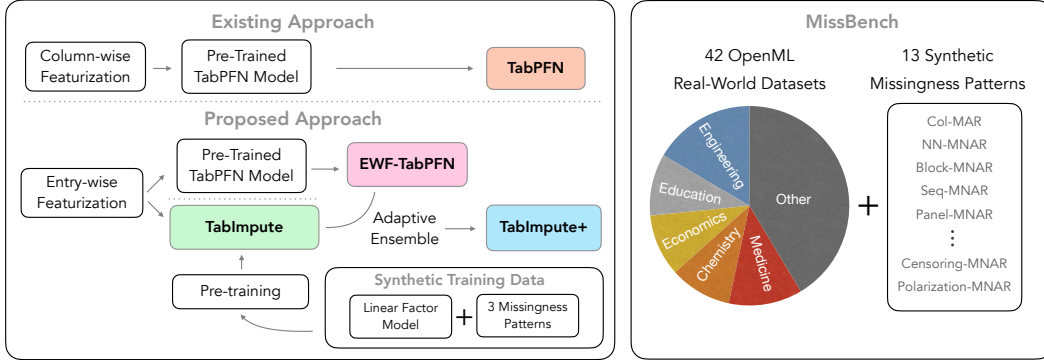 Existing Approach
Column-wise
Featurization
Pre-Trained
TabPFN Model
TabPFN
Proposed Approach
Entry-wise
Featurization
Pre-Trained
TabPFN Model
EWF-TabPFN
TabImpute
Adaptive
Ensemble
TabImpute+
Pre-training
Synthetic Training Data
Linear Factor
Model
+
3 Missingness
Patterns
MissBench
42 OpenML
Real-World Datasets
Engineering
Education
Economics
Chemistry
Medicine
Other
+
13 Synthetic
Missingness Patterns
Col-MAR
NN-MNAR
Block-MNAR
Seq-MNAR
Panel-MNAR
⋮
Censoring-MNAR
Polarization-MNAR